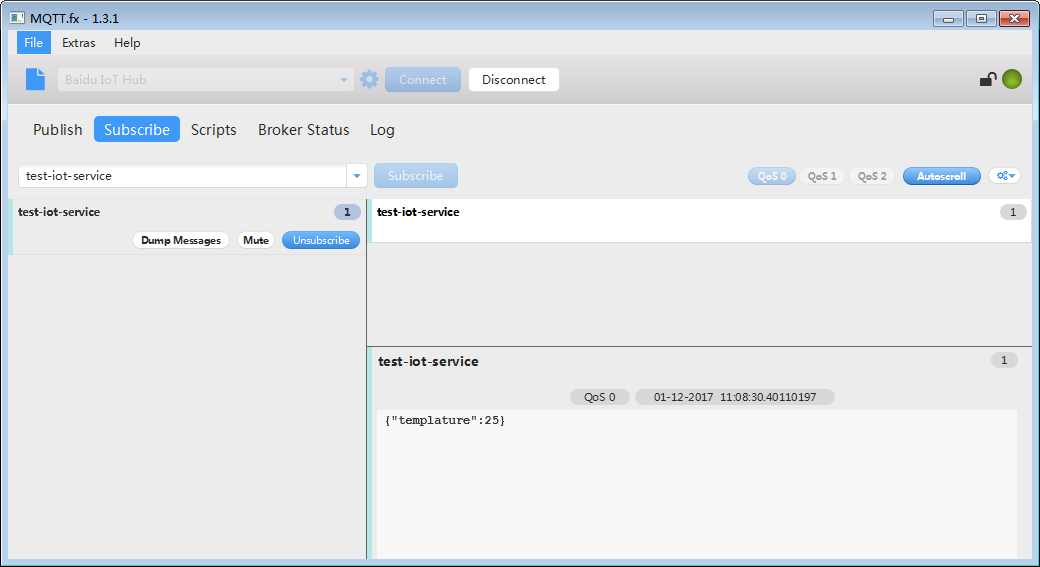 MQTT.fx - 1.3.1
File Extras Help
Baidu IoT Hub Connect Disconnect
Publish Subscribe Scripts Broker Status Log
test-iot-service Subscribe QoS 0 QoS 1 QoS 2 Autoscroll
test-iot-service 1
Dump Messages Mute Unsubscribe
test-iot-service 1
test-iot-service 1
QoS 0 01-12-2017 11:08:30.40110197
{"templature":25}